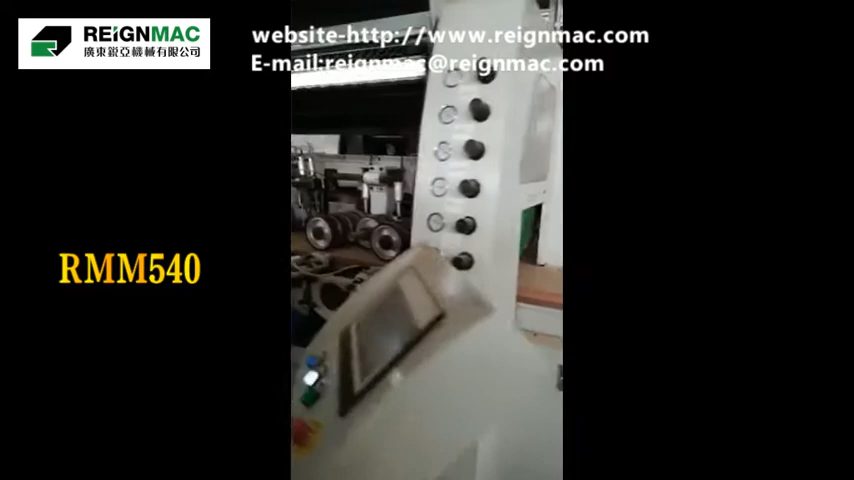 REIGNMAC
廣東銳亞機械有限公司
website-http://www.reignmac.com
E-mail:reignmac@reignmac.com
RMM540